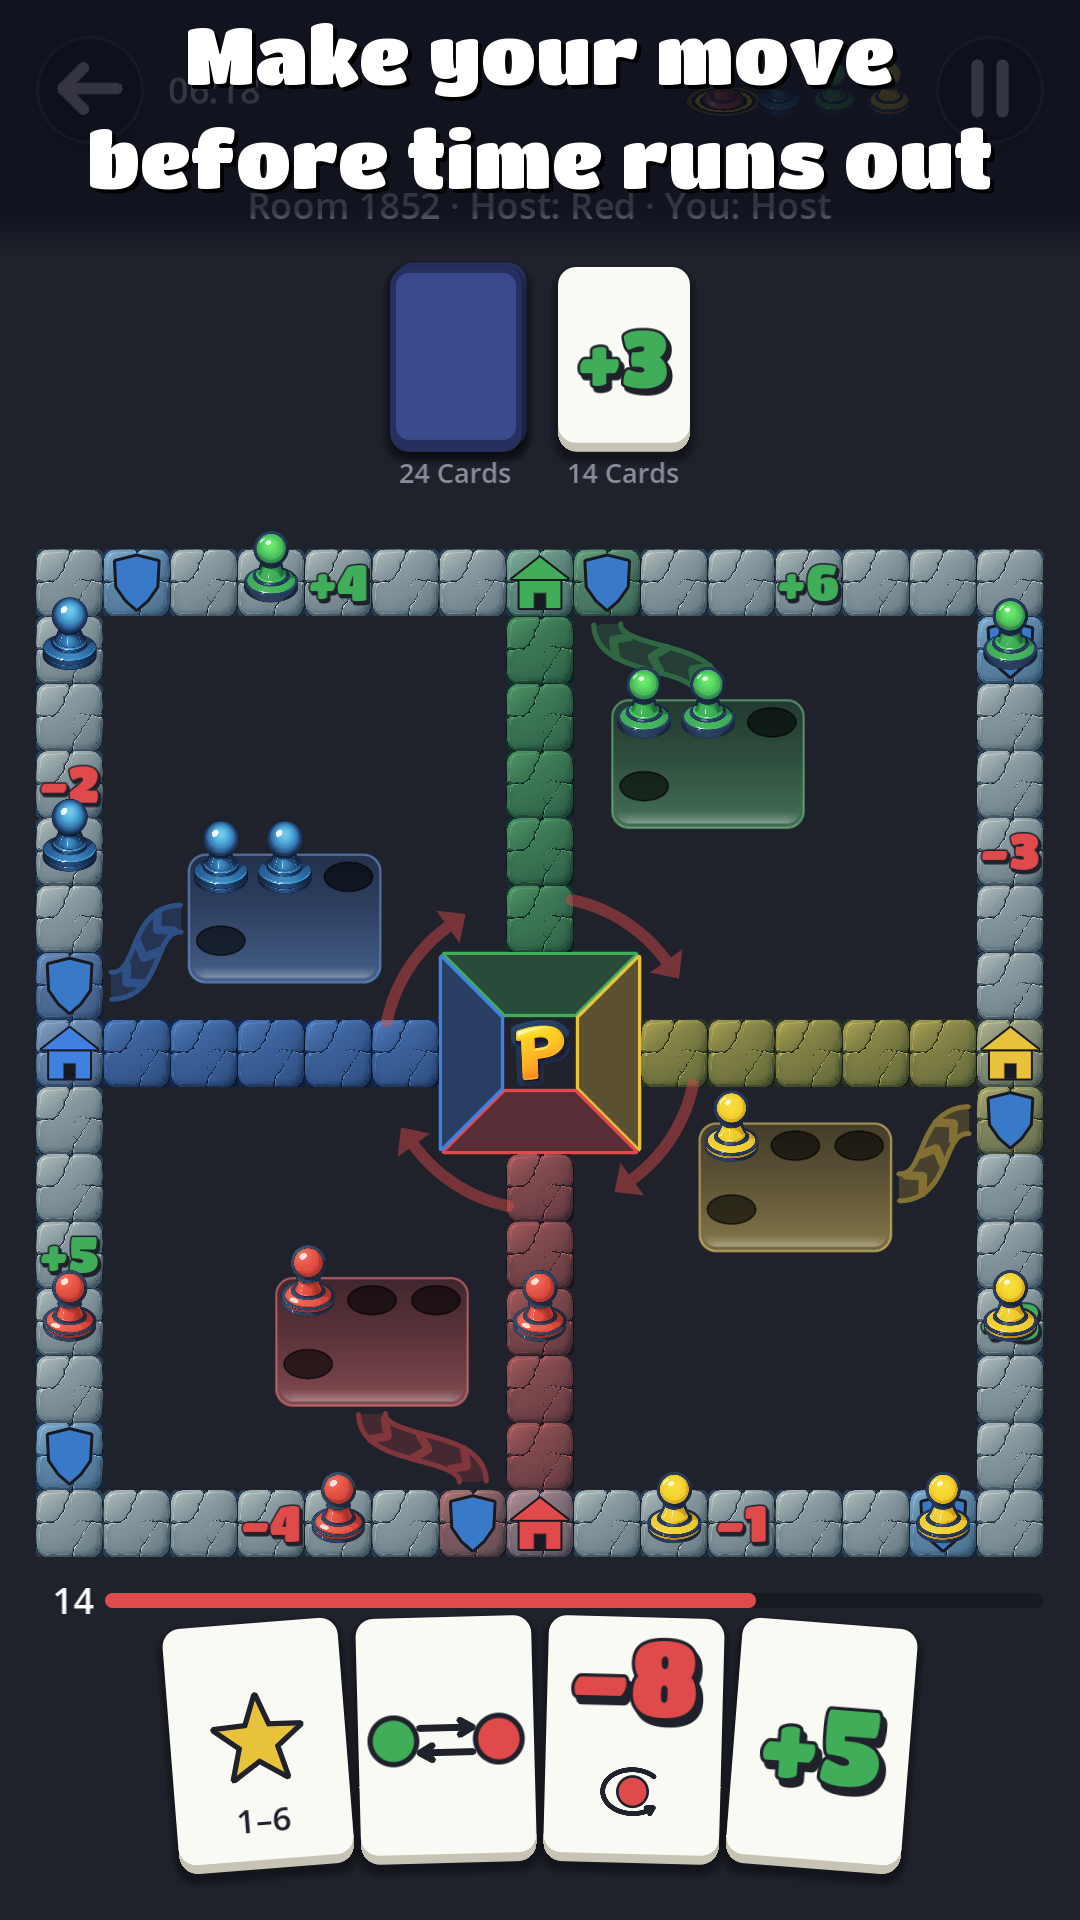 Make your move
06:18
before time runs out
Room 1852 · Host: Red · You: Host
+3
24 Cards
14 Cards
+4
+6
-2
-3
P
+5
-4
-1
14
1–6
-8
+5